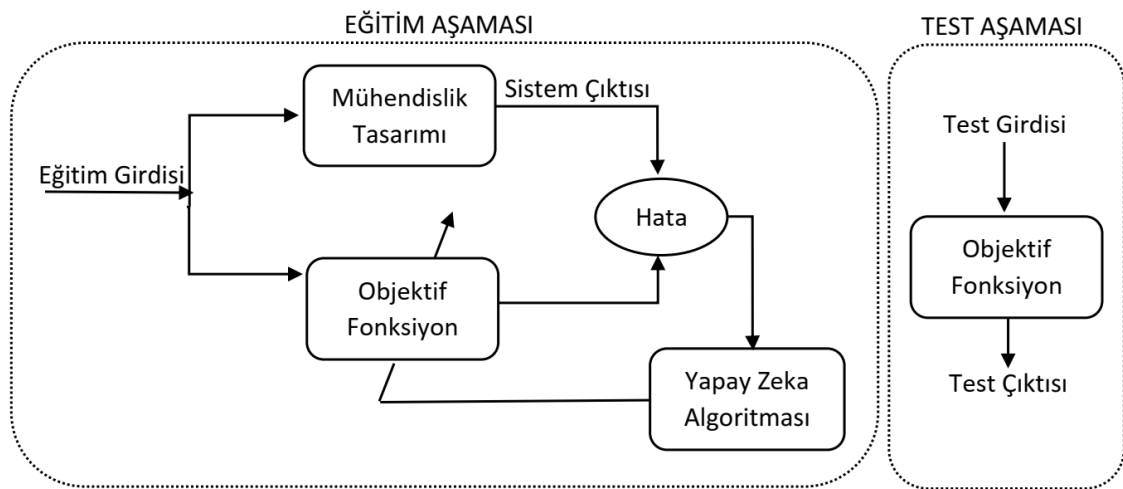 EĞİTİM AŞAMASI
Mühendislik
Tasarımı
Sistem Çıktısı
Eğitim Girdisi
Hata
Objektif
Fonksiyon
Yapay Zeka
Algoritması
TEST AŞAMASI
Test Girdisi
Objektif
Fonksiyon
Test Çıktısı